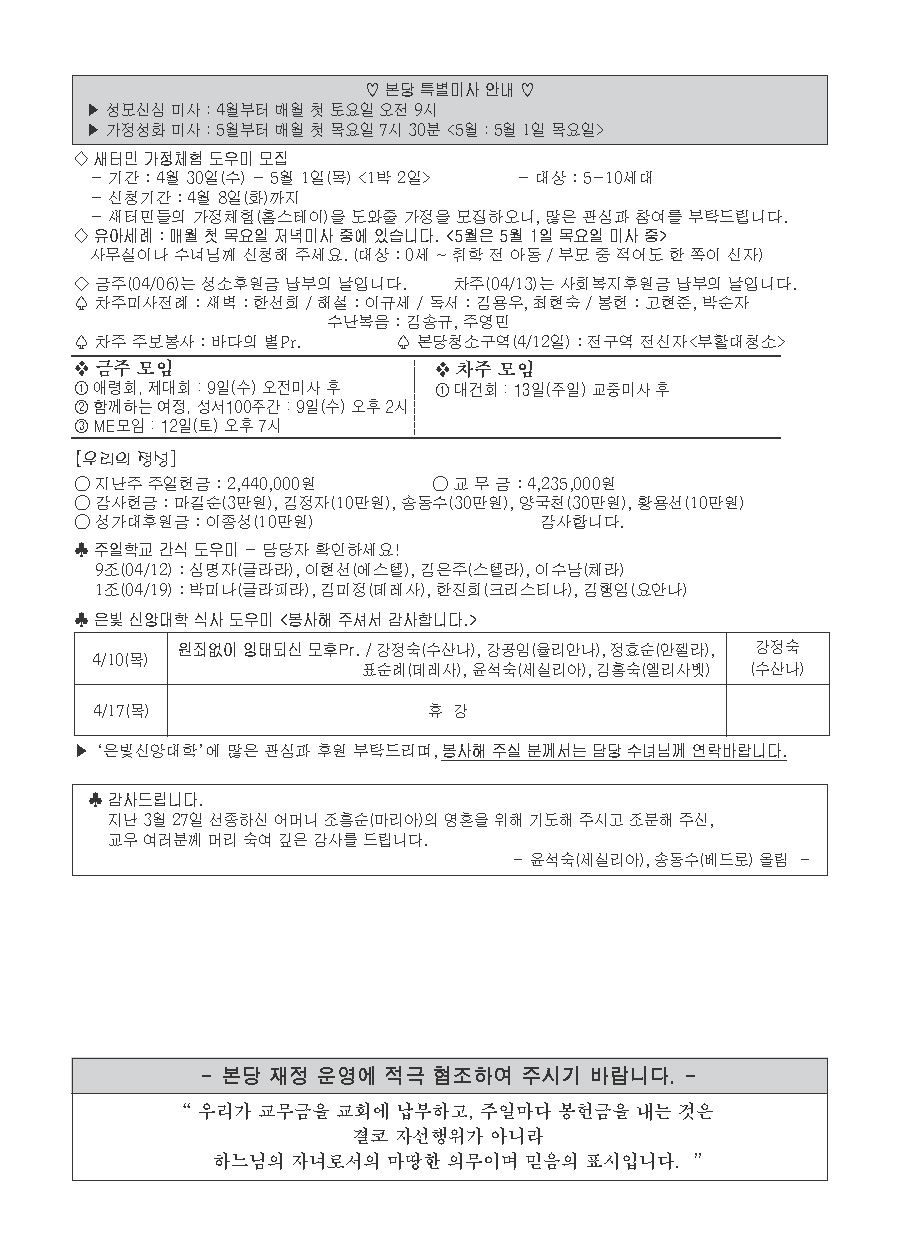 ♡ 본당 특별미사 안내 ♡
▶ 성모신심 미사 : 4월부터 매월 첫 토요일 오전 9시
▶ 가정성화 미사 : 5월부터 매월 첫 목요일 7시 30분 <5월 : 5월 1일 목요일>
◇ 새터민 가정체험 도우미 모집
- 기간 : 4월 30일(수) - 5월 1일(목) <1박 2일> - 대상 : 5-10세대
- 신청기간 : 4월 8일(화)까지
- 새터민들의 가정체험(홈스테이)을 도와줄 가정을 모집하오니, 많은 관심과 참여를 부탁드립니다.
◇ 유아세례 : 매월 첫 목요일 저녁미사 중에 있습니다. <5월은 5월 1일 목요일 미사 중>
사무실이나 수녀님께 신청해 주세요. (대상 : 0세 ~ 취학 전 아동 / 부모 중 적어도 한 쪽이 신자)
◇ 금주(04/06)는 성소후원금 납부의 날입니다. 차주(04/13)는 사회복지후원금 납부의 날입니다.
♤ 차주미사전례 : 새벽 : 한선희 / 해설 : 이규세 / 독서 : 김용우, 최현숙 / 봉헌 : 고현준, 박순자
수난복음 : 김송규, 주영민
♤ 차주 주보봉사 : 바다의 별Pr. ♤ 본당청소구역(4/12일) : 전구역 전신자<부활대청소>
❖ 금주 모임 ❖ 차주 모임
① 애령회, 제대회 : 9일(수) 오전미사 후 ① 대건회 : 13일(주일) 교중미사 후
② 함께하는 여정, 성서100주간 : 9일(수) 오후 2시
③ ME모임 : 12일(토) 오후 7시
[우리의 정성]
○ 지난주 주일헌금 : 2,440,000원 ○ 교 무 금 : 4,235,000원
○ 감사헌금 : 마길순(3만원), 김정자(10만원), 송동수(30만원), 양국천(30만원), 황용선(10만원)
○ 성가대후원금 : 이종성(10만원) 감사합니다.
♣ 주일학교 간식 도우미 - 담당자 확인하세요!
9조(04/12) : 심명자(글라라), 이현선(에스텔), 김은주(스텔라), 이수남(체라)
1조(04/19) : 박미나(글라피라), 김미정(데레사), 한진희(크리스티나), 김행임(요안나)
♣ 은빛 신앙대학 식사 도우미 <봉사해 주셔서 감사합니다.>
4/10(목) 원죄없이 잉태되신 모후Pr. / 강정숙(수산나), 강공임(율리안나), 정효순(안젤라), 강정숙
표순례(데레사), 윤석숙(세실리아), 김홍숙(엘리사벳) (수산나)
4/17(목) 휴 강
▶ ‘은빛신앙대학’에 많은 관심과 후원 부탁드리며, 봉사해 주실 분께서는 담당 수녀님께 연락바랍니다.
♣ 감사드립니다.
지난 3월 27일 선종하신 어머니 조흥순(마리아)의 영혼을 위해 기도해 주시고 조문해 주신,
교우 여러분께 머리 숙여 깊은 감사를 드립니다.
- 윤석숙(세실리아), 송동수(베드로) 올림 -
- 본당 재정 운영에 적극 협조하여 주시기 바랍니다. -
“ 우리가 교무금을 교회에 납부하고, 주일마다 봉헌금을 내는 것은
결코 자선행위가 아니라
하느님의 자녀로서의 마땅한 의무이며 믿음의 표시입니다. ”